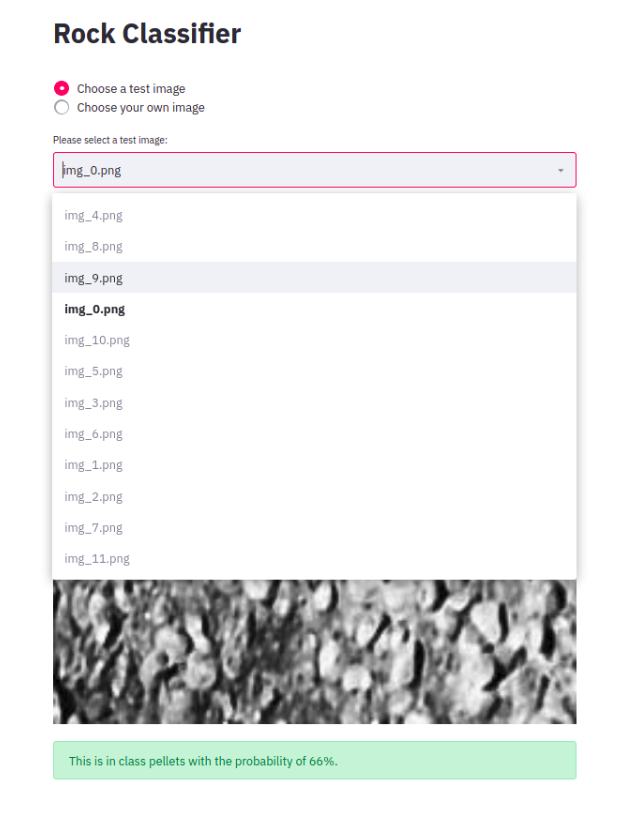 Rock Classifier
Choose a test image
Choose your own image
Please select a test image:
img_0.png
img_4.png
img_8.png
img_9.png
img_0.png
img_10.png
img_5.png
img_3.png
img_6.png
img_1.png
img_2.png
img_7.png
img_11.png
This is in class pellets with the probability of 66%.